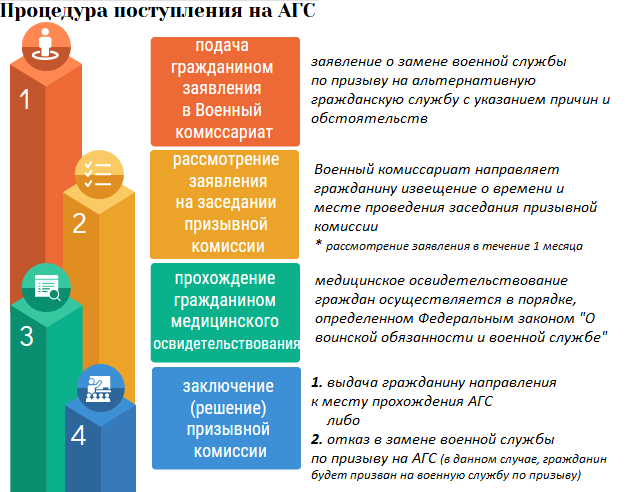 Процедура поступления на АГС
1
подача
гражданином
заявления
в Военный
комиссариат
заявление о замене военной службы
по призыву на альтернативную
гражданскую службу с указанием причин и
обстоятельств
2
рассмотрение
заявления
на заседании
призывной
комиссии
Военный комиссариат направляет
гражданину извещение о времени и
месте проведения заседания призывной
комиссии
* рассмотрение заявления в течение 1 месяца
3
прохождение
гражданином
медицинского
освидетельствования
медицинское освидетельствование
граждан осуществляется в порядке,
определенном Федеральным законом "О
воинской обязанности и военной службе"
4
заключение
(решение)
призывной
комиссии
1. выдача гражданину направления
к месту прохождения АГС
либо
2. отказ в замене военной службы
по призыву на АГС (в данном случае, гражданин
будет призван на военную службу по призыву)